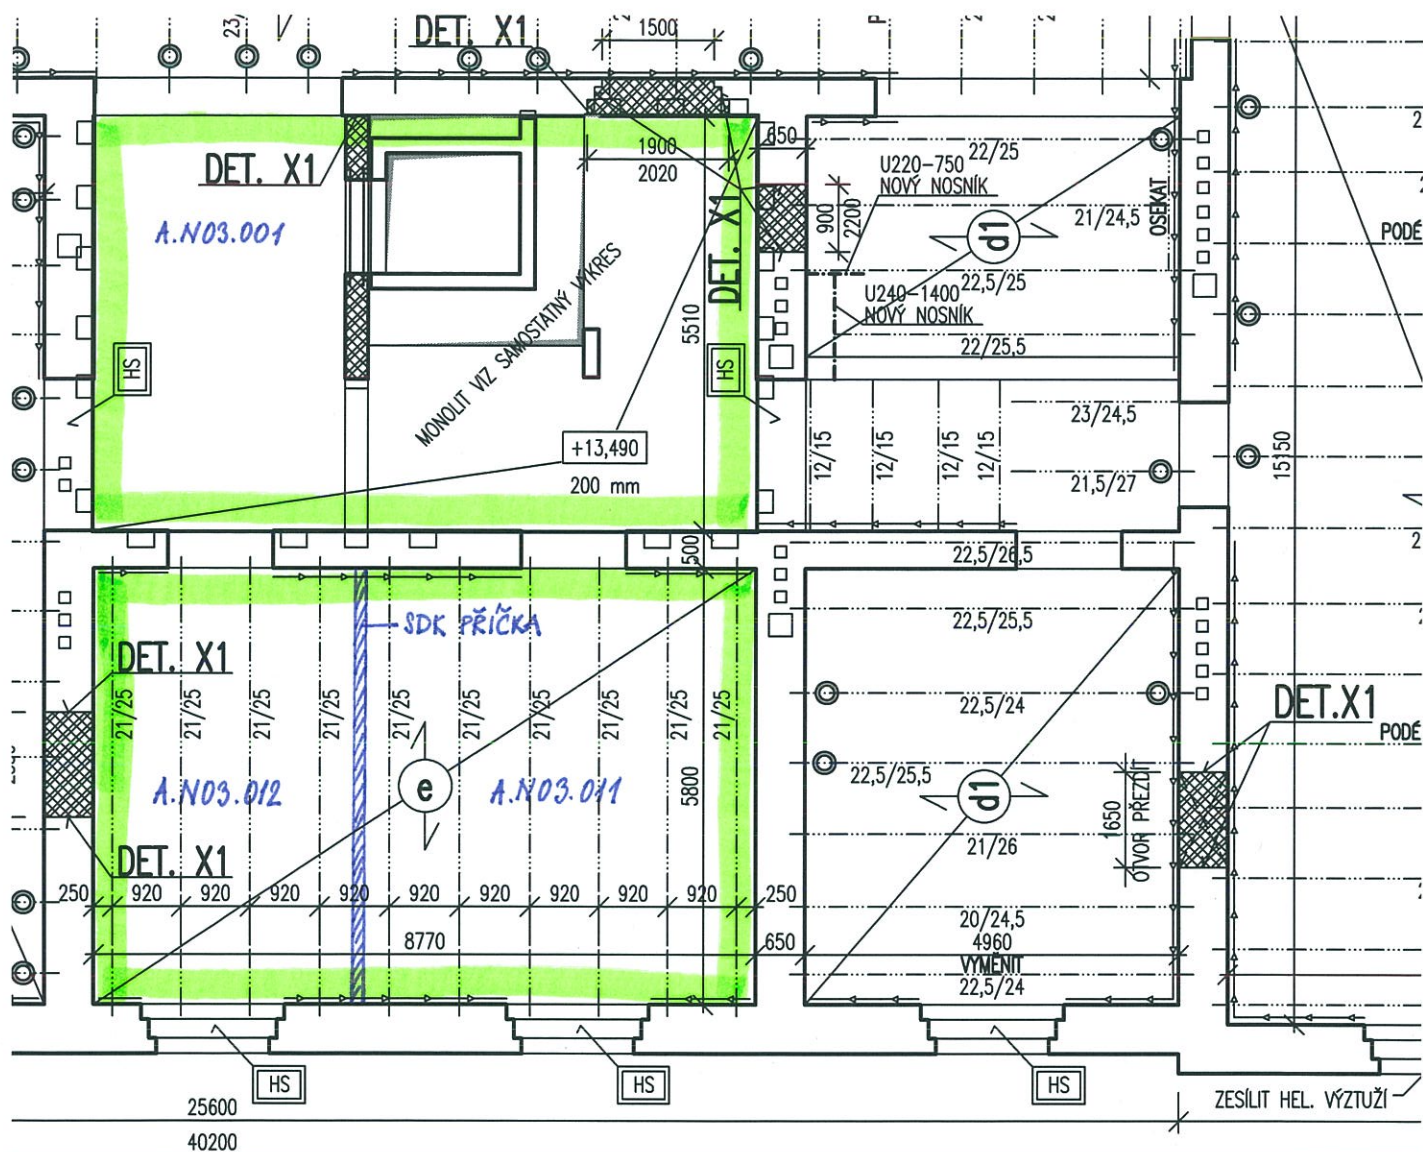 DET. X1
1500
23,
DET. X1
1900
2020
650
22/25
U220-750
NOVÝ NOSNÍK
OSEKAT
21/24,5
PODÉ
A.N03.001
900
2200
d1
DET. X1
22,5/25
U240-1400
NOVÝ NOSNÍK
MONOLIT VIZ SAMOSTATNÝ VÝKRES
5510
22/25,5
HS
HS
23/24,5
+13,490
200 mm
12/15
12/15
12/15
12/15
21,5/27
15150
500
22,5/26,5
SDK PŘÍČKA
22,5/25,5
DET. X1
21/25
21/25
21/25
21/25
21/25
21/25
21/25
21/25
21/25
21/25
22,5/24
DET.X1
PODÉ
A.N03.012
e
A.N03.011
5800
22,5/25,5
d1
1650
OTVOR PŘEZDÍT
DET. X1
21/26
250
920
920
920
920
920
920
920
920
920
250
20/24,5
8770
650
4960
VYMĚNIT
22,5/24
HS
HS
HS
ZESÍLIT HEL. VÝZTUŽÍ
25600
40200